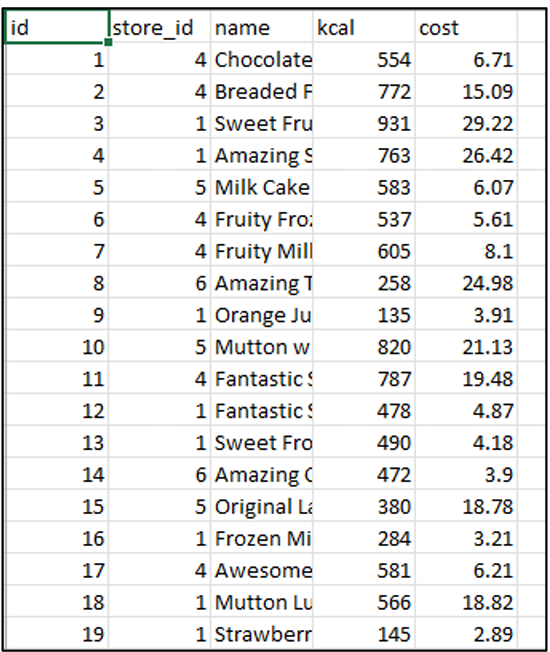 id store_id name kcal cost
1 4 Chocolate 554 6.71
2 4 Breaded F 772 15.09
3 1 Sweet Fru 931 29.22
4 1 Amazing S 763 26.42
5 5 Milk Cake 583 6.07
6 4 Fruity Fro 537 5.61
7 4 Fruity Mil 605 8.1
8 6 Amazing T 258 24.98
9 1 Orange Ju 135 3.91
10 5 Mutton w 820 21.13
11 4 Fantastic S 787 19.48
12 1 Fantastic S 478 4.87
13 1 Sweet Fro 490 4.18
14 6 Amazing C 472 3.9
15 5 Original La 380 18.78
16 1 Frozen Mi 284 3.21
17 4 Awesome 581 6.21
18 1 Mutton Lu 566 18.82
19 1 Strawberr 145 2.89